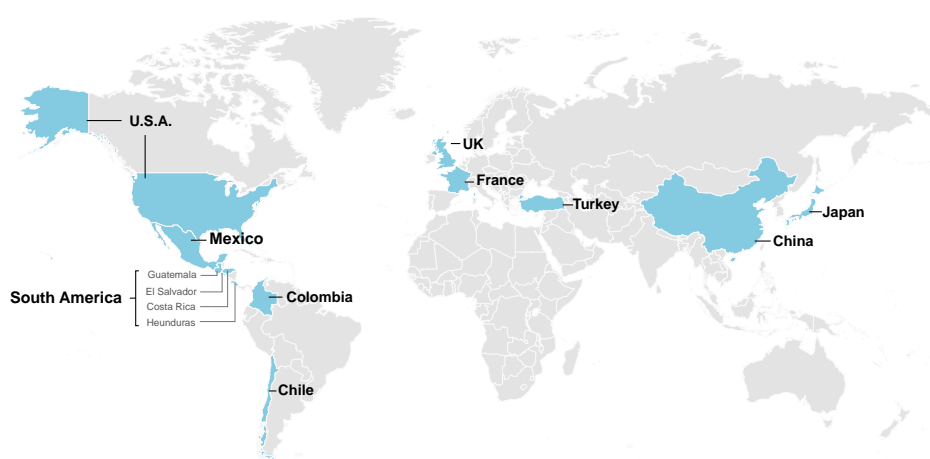 U.S.A.
UK
France
Turkey
Japan
Mexico
China
Guatemala
El Salvador
South America
Costa Rica
Heunduras
Colombia
Chile